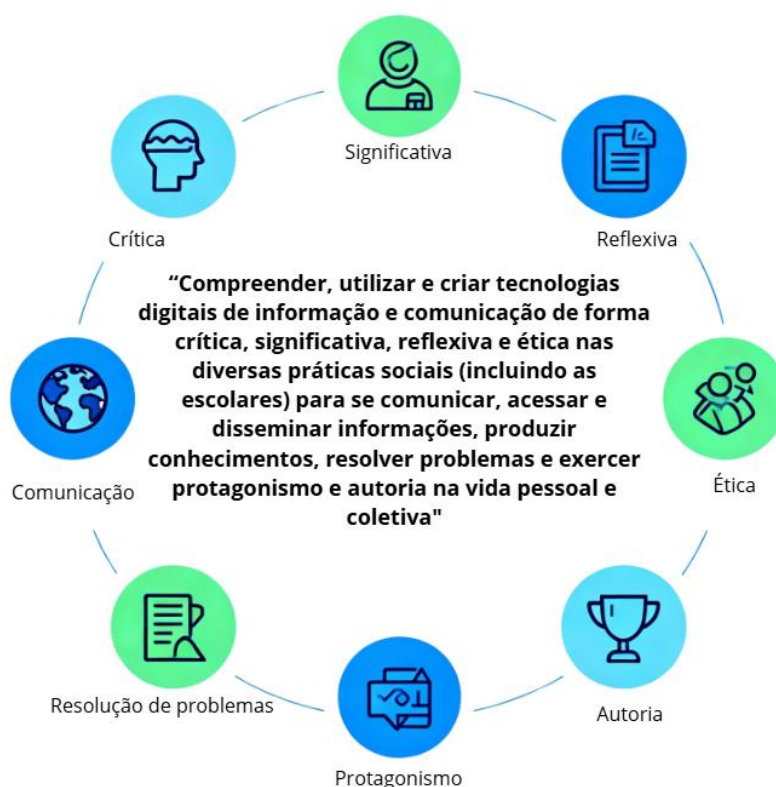 Significativa
Crítica
Reflexiva
“Compreender, utilizar e criar tecnologias
digitais de informação e comunicação de forma
crítica, significativa, reflexiva e ética nas
diversas práticas sociais (incluindo as
escolares) para se comunicar, acessar e
disseminar informações, produzir
conhecimentos, resolver problemas e exercer
protagonismo e autoria na vida pessoal e
coletiva"
Comunicação
Ética
Resolução de problemas
Autoria
Protagonismo